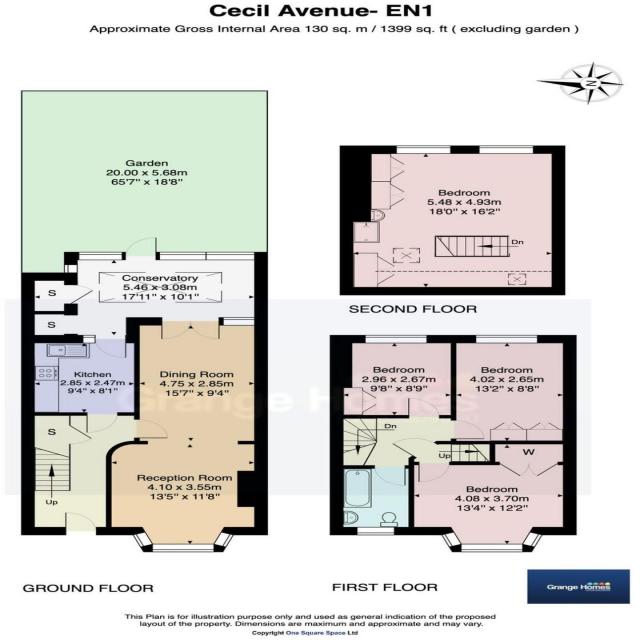 Cecil Avenue- EN1
Approximate Gross Internal Area 130 sq. m / 1399 sq. ft ( excluding garden )
N
Garden
20.00 x 5.68m
65'7" x 18'8"
Bedroom
5.48 x 4.93m
18'0" x 16'2"
Dn
SECOND FLOOR
Conservatory
5.46 x 3.08m
17'11" x 10'1"
S
S
Kitchen
2.85 x 2.47m
9'4" x 8'1"
Dining Room
4.75 x 2.85m
15'7" x 9'4"
Bedroom
2.96 x 2.67m
9'8" x 8'9"
Bedroom
4.02 x 2.65m
13'2" x 8'8"
Grange Homes
S
Dn
Up
W
Reception Room
4.10 x 3.55m
13'5" x 11'8"
Up
Bedroom
4.08 x 3.70m
13'4" x 12'2"
GROUND FLOOR
FIRST FLOOR
Grange Homes
This Plan is for illustration purpose only and used as general indication of the proposed
layout of the property. Dimensions are maximum and approximate and may vary.
Copyright One Square Space Ltd